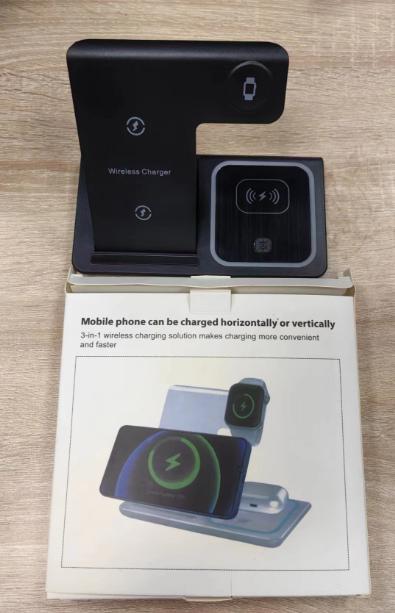 Wireless Charger
Mobile phone can be charged horizontally or vertically
3-in-1 wireless charging solution makes charging more convenient
and faster